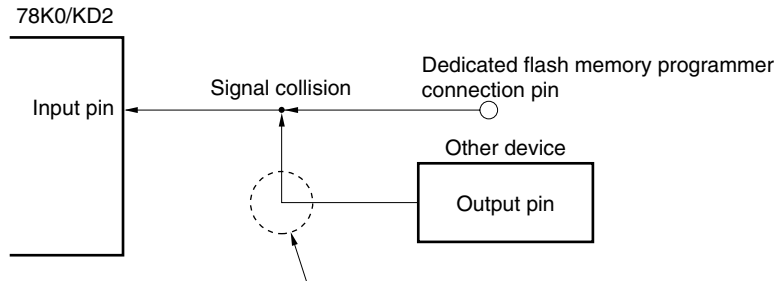 78K0/KD2
Input pin
Signal collision
Dedicated flash memory programmer
connection pin
Other device
Output pin